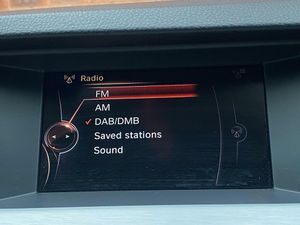 Radio
FM
AM
DAB/DMB
Saved stations
Sound